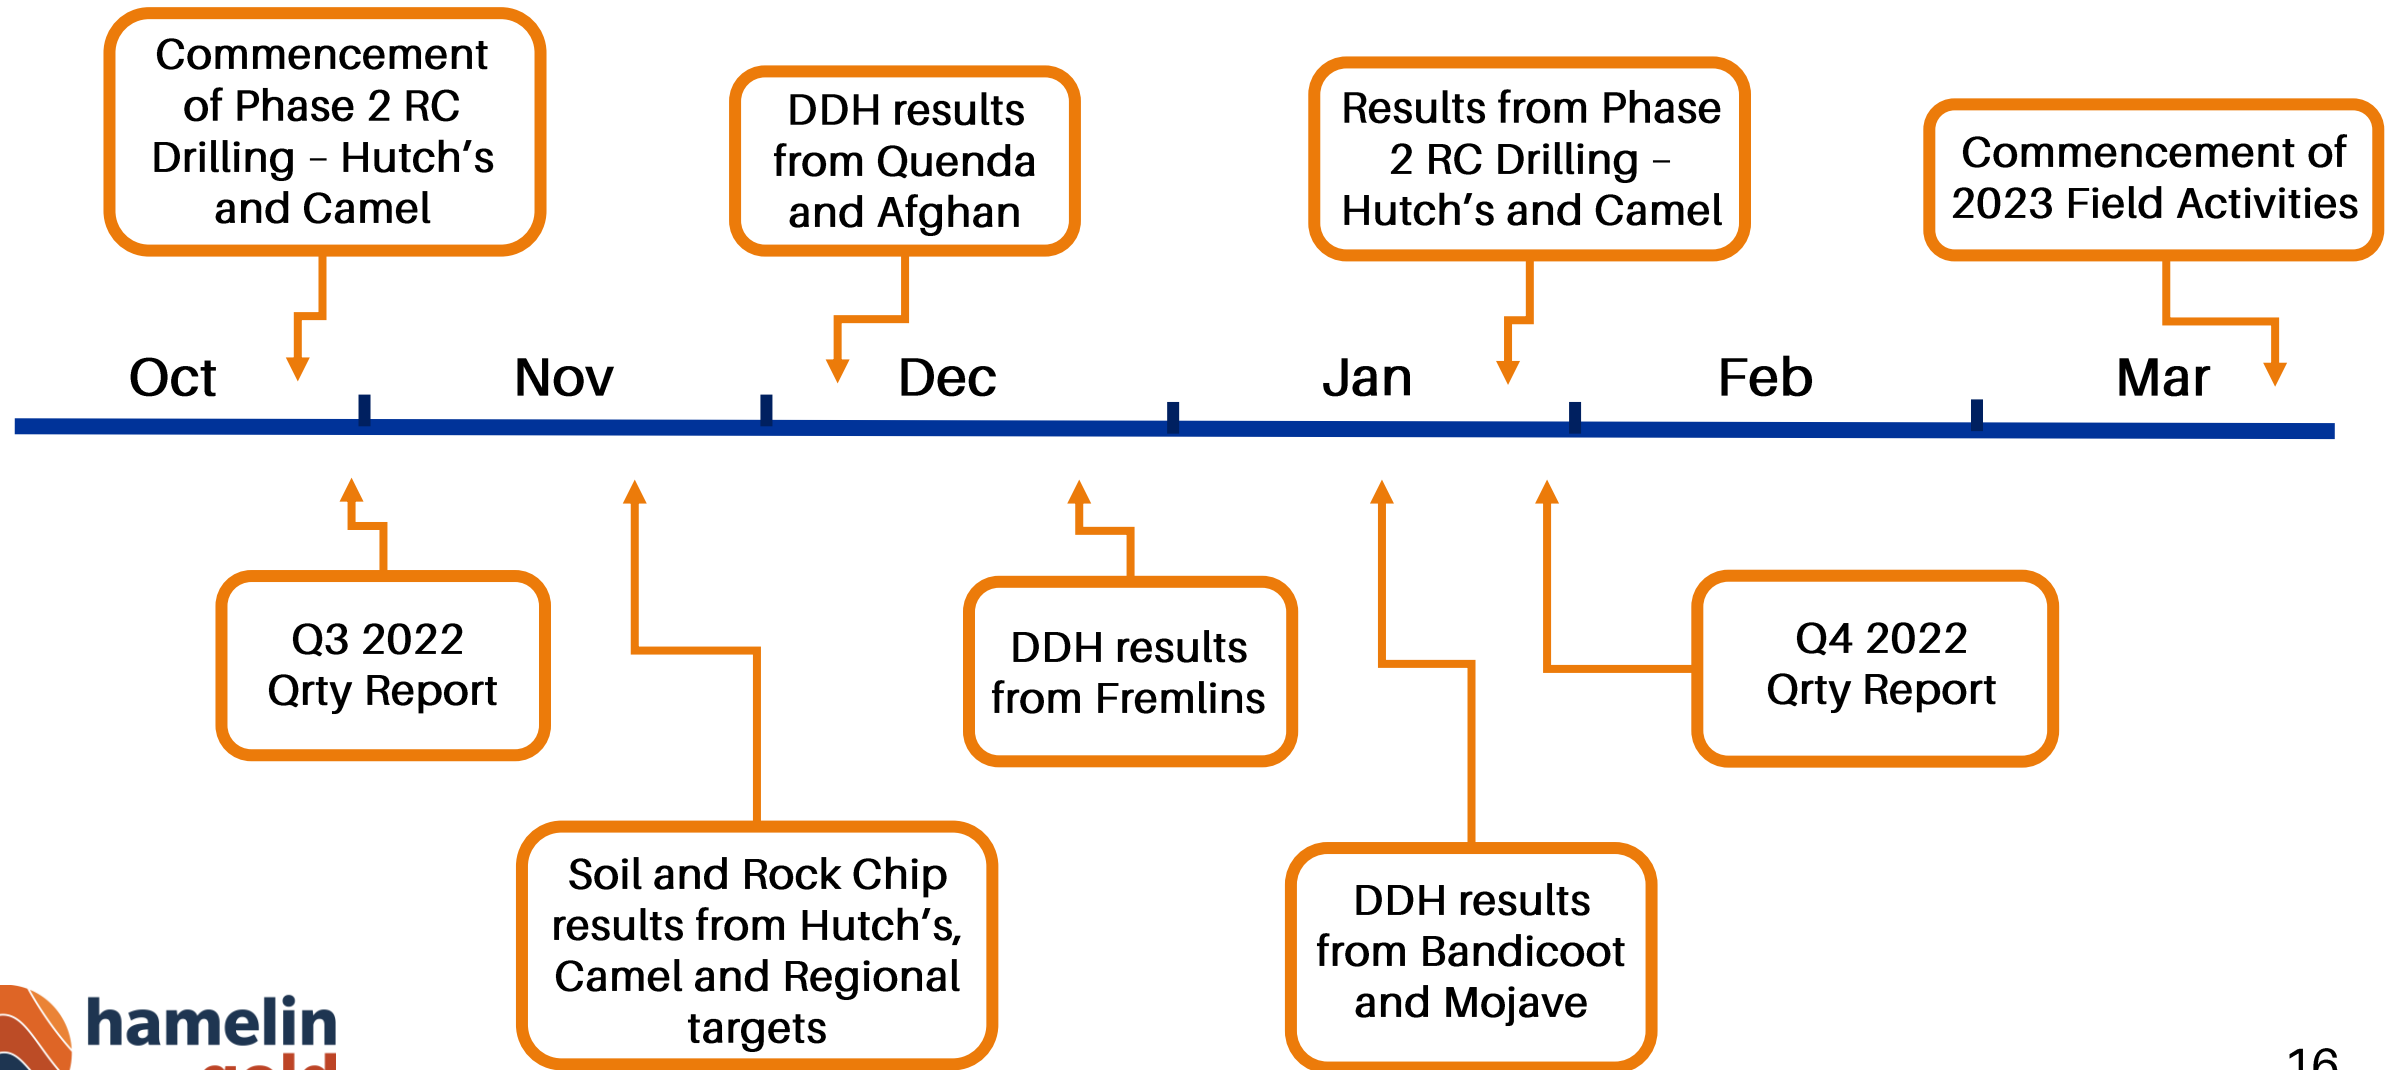 Commencement
of Phase 2 RC
Drilling – Hutch's
and Camel
DDH results
from Quenda
and Afghan
Results from Phase
2 RC Drilling –
Hutch's and Camel
Commencement of
2023 Field Activities
Oct
Nov
Dec
Jan
Feb
Mar
Q3 2022
Qrty Report
Soil and Rock Chip
results from Hutch's,
Camel and Regional
targets
DDH results
from Fremlins
DDH results
from Bandicoot
and Mojave
Q4 2022
Qrty Report
hamelin
gold
16